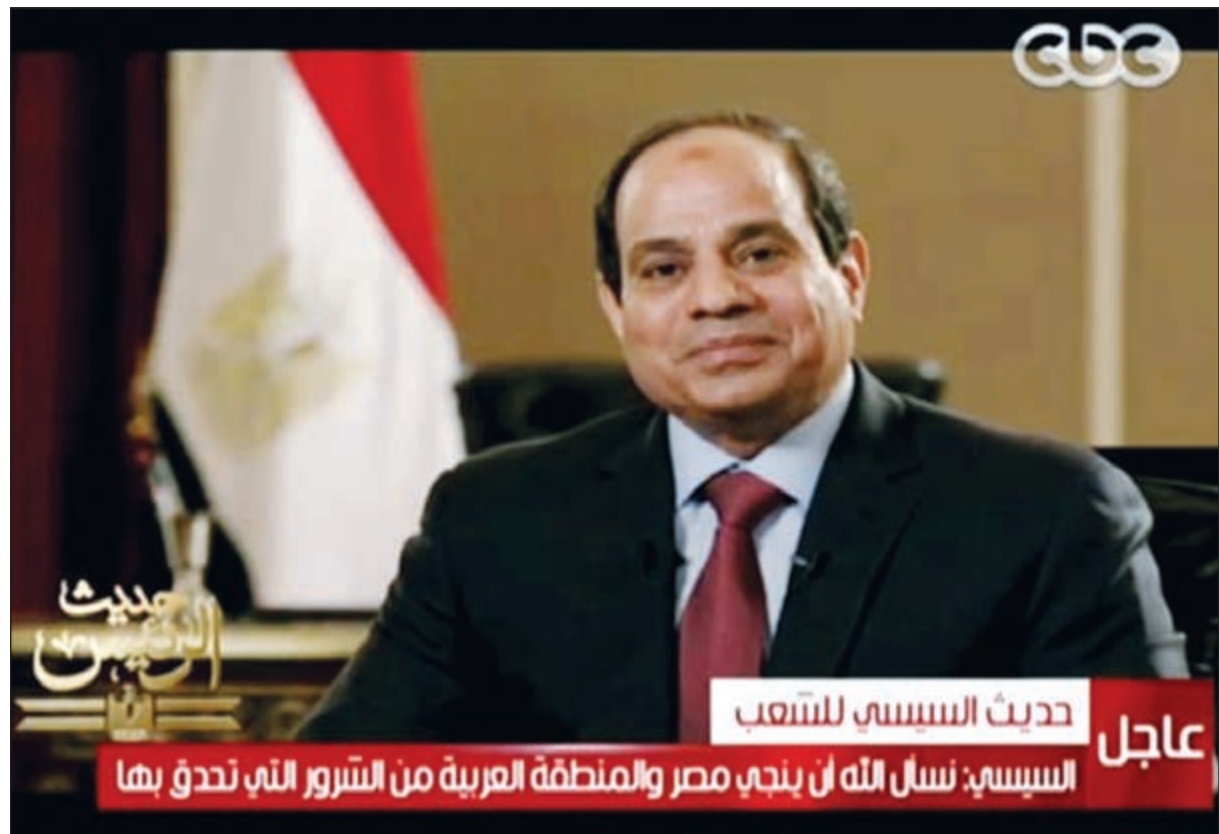 cbc
حديث
الرئيس
حديث السيسي للشعب
عاجل
السيسي: نسأل الله أن ينجي مصر والمنطقة العربية من الشرور التي تحدق بها